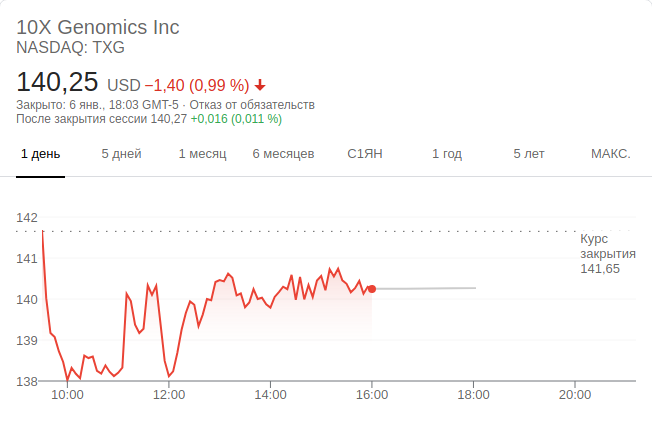 10X Genomics Inc
NASDAQ: TXG
140,25 USD −1,40 (0,99 %)
Закрыто: 6 янв., 18:03 GMT-5 · Отказ от обязательств
После закрытия сессии 140,27 +0,016 (0,011 %)
1 день 5 дней 1 месяц 6 месяцев С1ЯН 1 год 5 лет МАКС.
142
Курс
закрытия
141,65
141
140
139
138
10:00 12:00 14:00 16:00 18:00 20:00